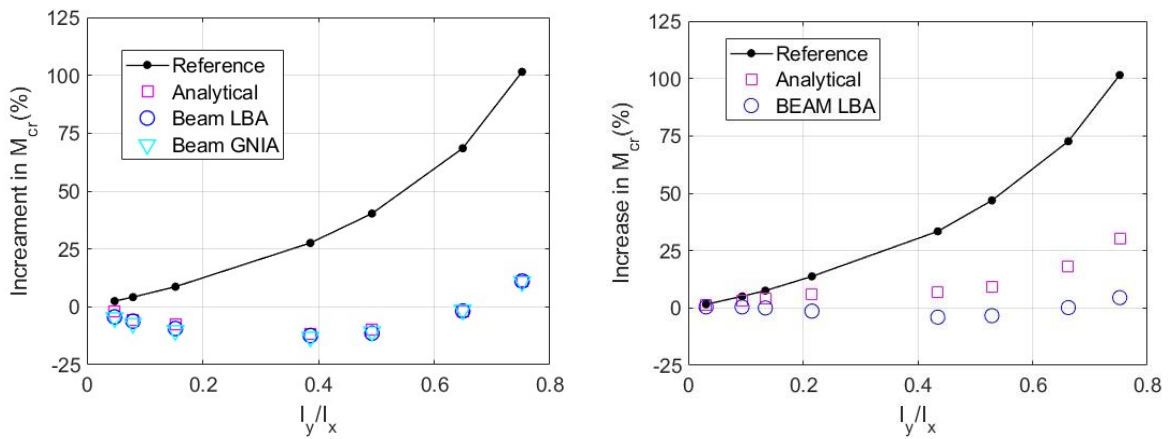 125
100
75
50
25
0
-25
Increament in M_cr(%)
Reference
Analytical
Beam LBA
Beam GNIA
0
0.2
0.4
0.6
0.8
I_y/I_x
125
100
75
50
25
0
-25
Increase in M_cr(%)
Reference
Analytical
BEAM LBA
0
0.2
0.4
0.6
0.8
I_y/I_x